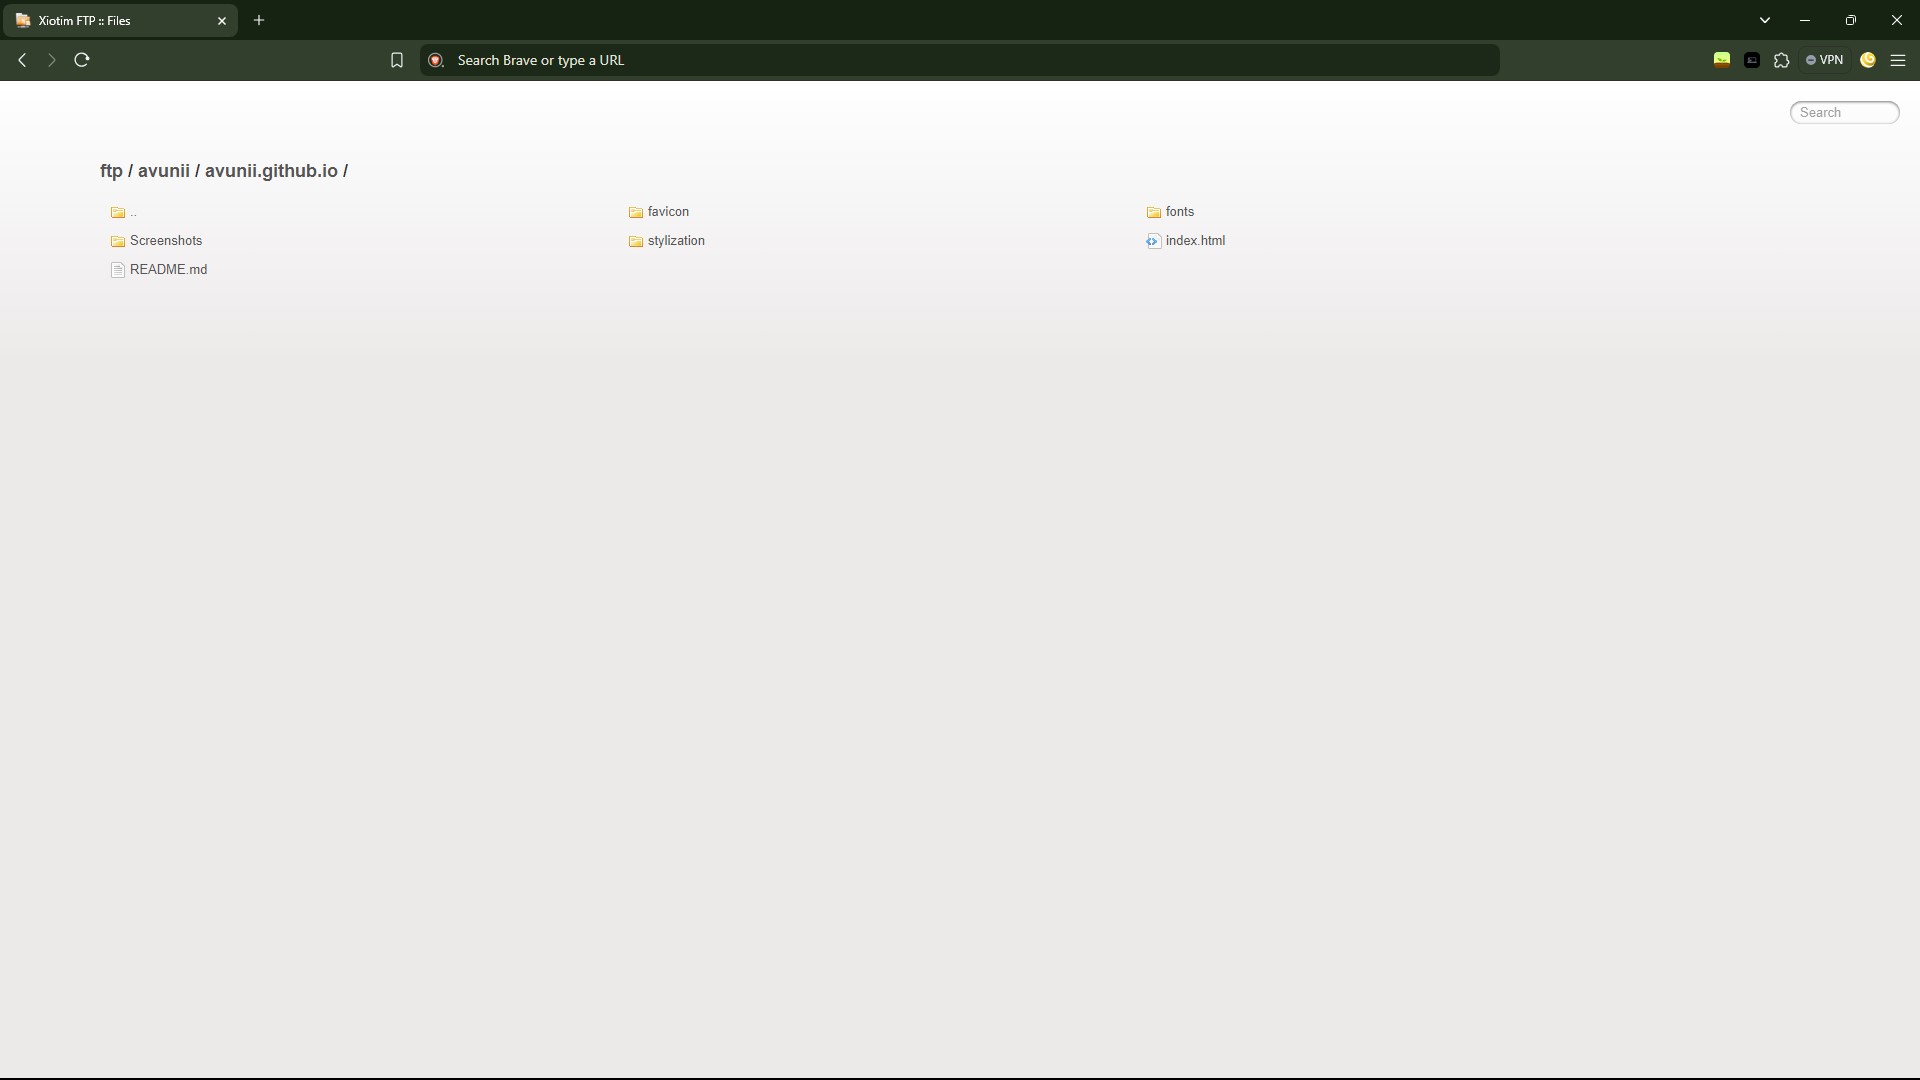 Xiotim FTP :: Files
Search Brave or type a URL
VPN
Search
ftp / avunii / avunii.github.io /
..
favicon
fonts
Screenshots
stylization
index.html
README.md